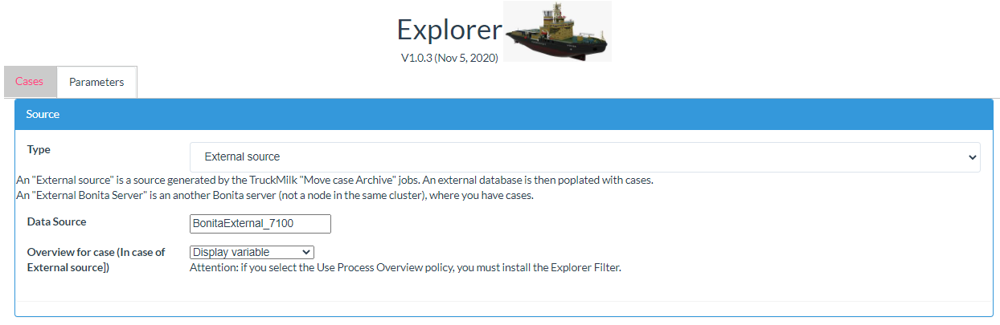 Explorer
V1.0.3 (Nov 5, 2020)
Cases
Parameters
Source
Type
External source
An "External source" is a source generated by the TruckMilk "Move case Archive" jobs. An external database is then poplated with cases.
An "External Bonita Server" is an another Bonita server (not a node in the same cluster), where you have cases.
Data Source
BonitaExternal_7100
Overview for case (In case of
External source])
Display variable
Attention: if you select the Use Process Overview policy, you must install the Explorer Filter.